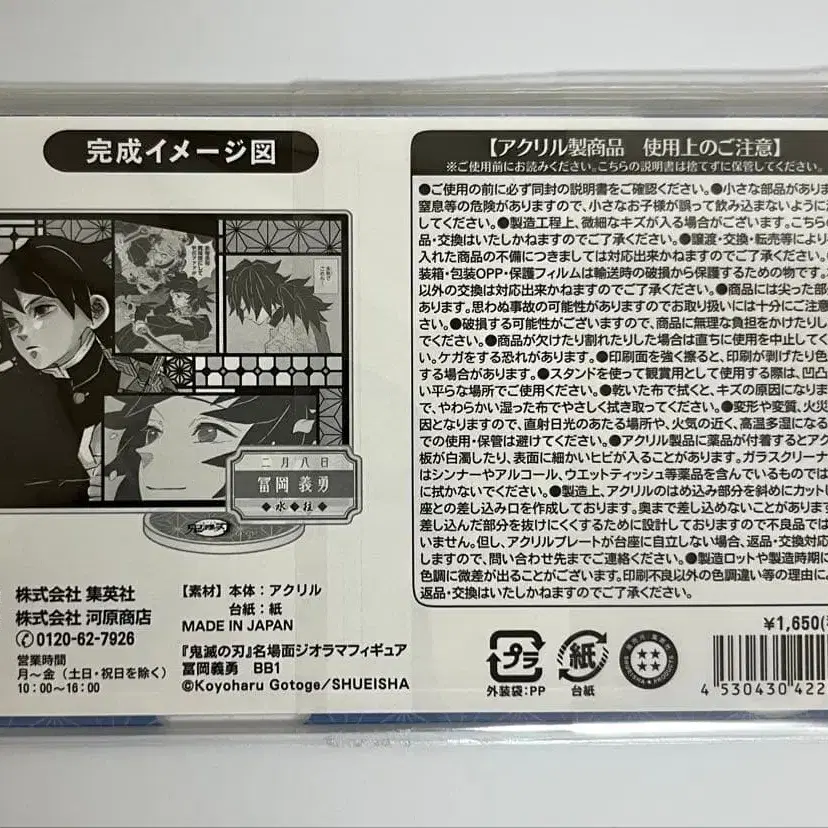 完成イメージ図
二月八日
冨岡義勇
◆水◆柱◆
鬼滅の刃
株式会社 集英社
株式会社 河原商店
0120-62-7926
営業時間
月〜金(土日・祝日を除く)
10:00〜16:00
【素材】本体:アクリル
台紙:紙
MADE IN JAPAN
『鬼滅の刃』名場面ジオラマフィギュア
冨岡義勇 BB1
©Koyoharu Gotoge/SHUEISHA
【アクリル製商品 使用上のご注意】
※ご使用前にお読みください。こちらの説明書は捨てずに保管してください。
●ご使用の前に必ず同封の説明書をご確認ください。●小さな部品がありま
窒息等の危険がありますので、小さなお子様が誤って飲み込まないように
してください。●製造工程上、微細なキズが入る場合がございます。こちらの
品・交換はいたしかねますのでご了承ください。●譲渡・交換・転売等により
入れた商品の不備につきましては対応出来かねますのでご了承ください。
装箱・包装OPP・保護フィルムは輸送時の破損から保護するための物です。
以外の交換は対応出来かねますのでご了承ください。●商品には尖った部
あります。思わぬ事故の可能性がありますのでお取り扱いには十分にご注意
さい。●破損する可能性がございますので、商品に無理な負担をかけたりし
でください。●商品が欠けたり割れたりした場合は直ちに使用を中止してく
い。ケガをする恐れがあります。●印刷面を強く擦ると、印刷が剥げたり色
する場合があります。●スタンドを使って観賞用として使用する際は、凹凸
い平らな場所でご使用ください。●乾いた布で拭くと、キズの原因になりま
で、やわらかい湿った布でやさしく拭き取ってください。●変形や変質、火災
因となりますので、直射日光のあたる場所や、火気の近く、高温多湿になる
での使用・保管は避けてください。●アクリル製品に薬品が付着するとアク
板が白濁したり、表面に細かいヒビが入ることがあります。ガラスクリーナ
はシンナーやアルコール、ウエットティッシュ等薬品を含んでいるものでは
に拭かないでください。●製造上、アクリルのはめ込み部分を斜めにカット
座との差し込み口を作成しております。奥まで差し込めないことがあります
差し込んだ部分を抜けにくくするために設計しておりますので不良品では
いません。但し、アクリルプレートが台座に自立しない場合、返品・交換対応
しますので、問い合わせ先までご連絡ください。●製造ロットや製造時期に
色調に微差が出ることがございます。印刷不良以外の色調違い等の理由によ
返品・交換はいたしかねますのでご了承ください。
¥1,650
プラ
外装袋:PP
紙
台紙
集英社
SHUEISHA
4 530430 422